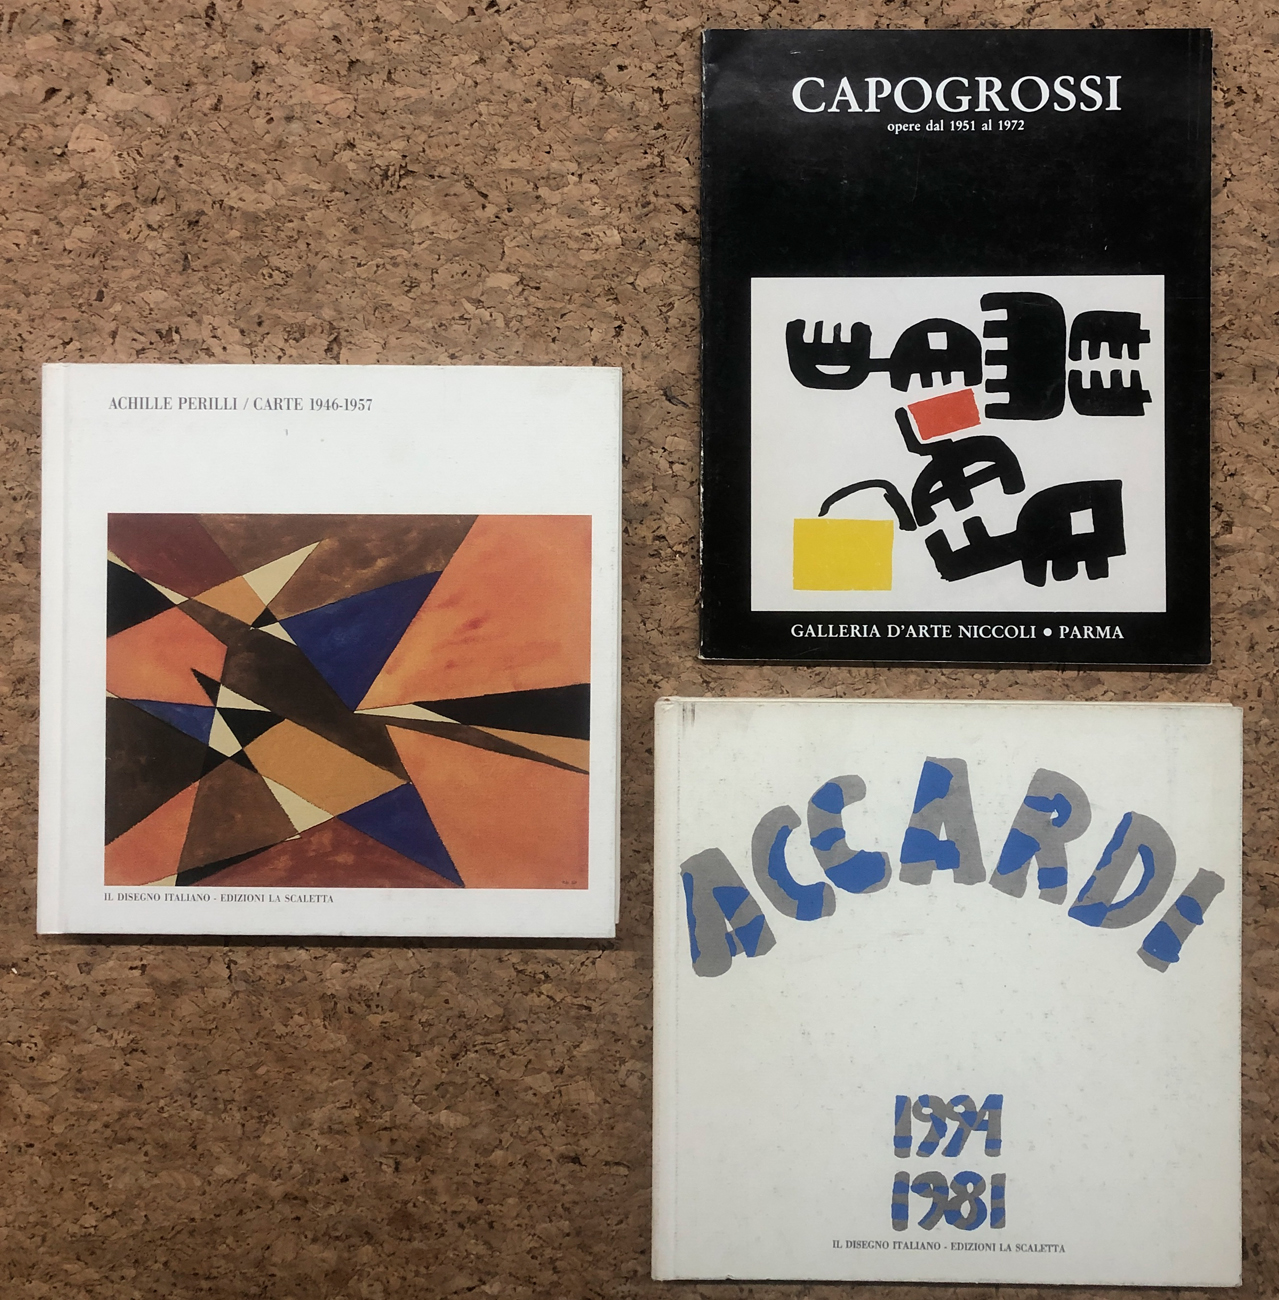 CAPOGROSSI
opere dal 1951 al 1972
GALLERIA D'ARTE NICCOLI • PARMA
ACHILLE PERILLI / CARTE 1946-1957
IL DISEGNO ITALIANO - EDIZIONI LA SCALETTA
ACCARDI
1994
1981
IL DISEGNO ITALIANO - EDIZIONI LA SCALETTA